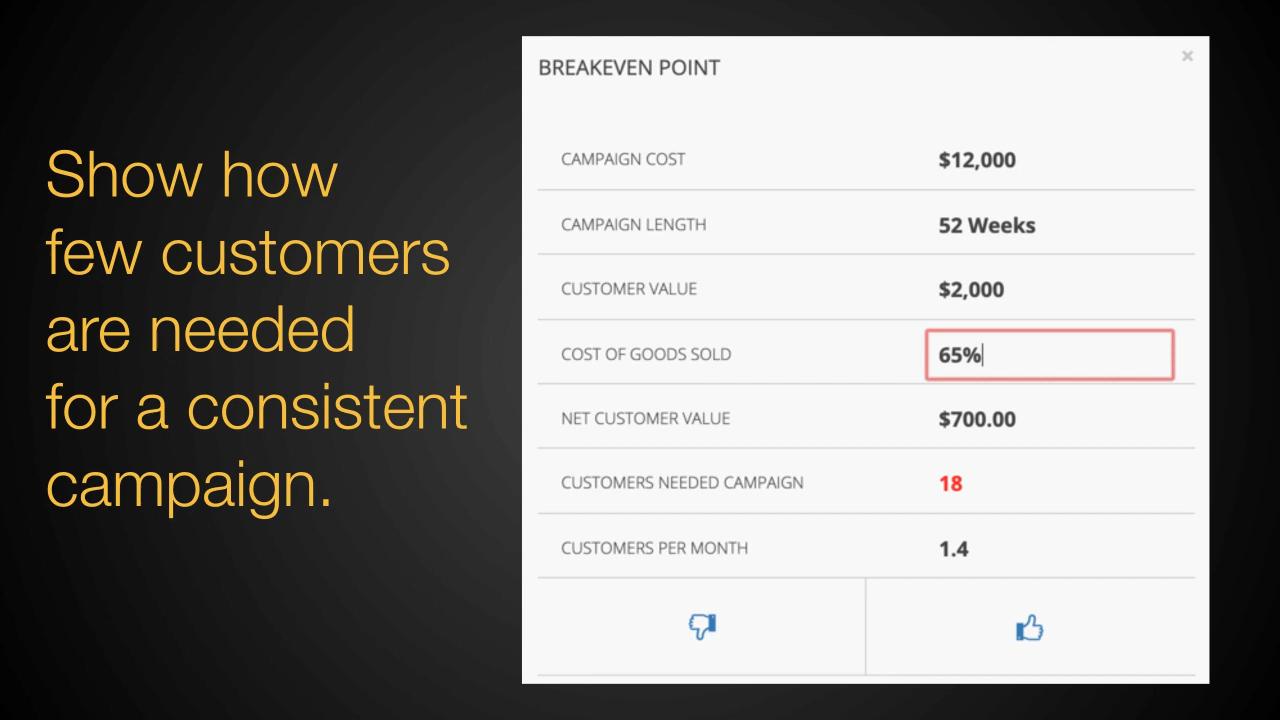 Show how
few customers
are needed
for a consistent
campaign.
BREAKEVEN POINT ×
CAMPAIGN COST $12,000
CAMPAIGN LENGTH 52 Weeks
CUSTOMER VALUE $2,000
COST OF GOODS SOLD 65%
NET CUSTOMER VALUE $700.00
CUSTOMERS NEEDED CAMPAIGN 18
CUSTOMERS PER MONTH 1.4